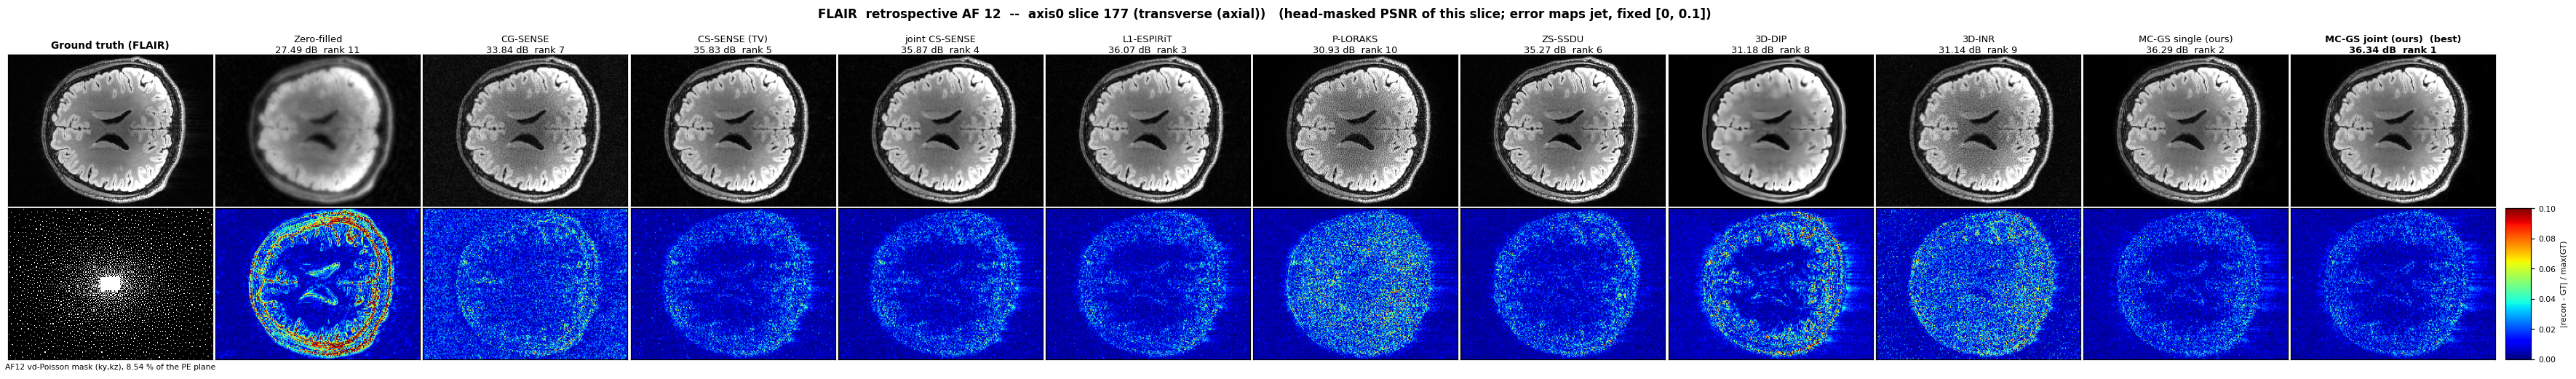 FLAIR  retrospective AF 12  --  axis0 slice 177 (transverse (axial))   (head-masked PSNR of this slice; error maps jet, fixed [0, 0.1])
Ground truth (FLAIR)
Zero-filled
27.49 dB  rank 11
CG-SENSE
33.84 dB  rank 7
CS-SENSE (TV)
35.83 dB  rank 5
joint CS-SENSE
35.87 dB  rank 4
L1-ESPIRiT
36.07 dB  rank 3
P-LORAKS
30.93 dB  rank 10
ZS-SSDU
35.27 dB  rank 6
3D-DIP
31.18 dB  rank 8
3D-INR
31.14 dB  rank 9
MC-GS single (ours)
36.29 dB  rank 2
MC-GS joint (ours)  (best)
36.34 dB  rank 1
0.10
0.08
0.06
0.04
0.02
0.00
|recon - GT| / max(GT)
AF12 vd-Poisson mask (ky,kz), 8.54 % of the PE plane